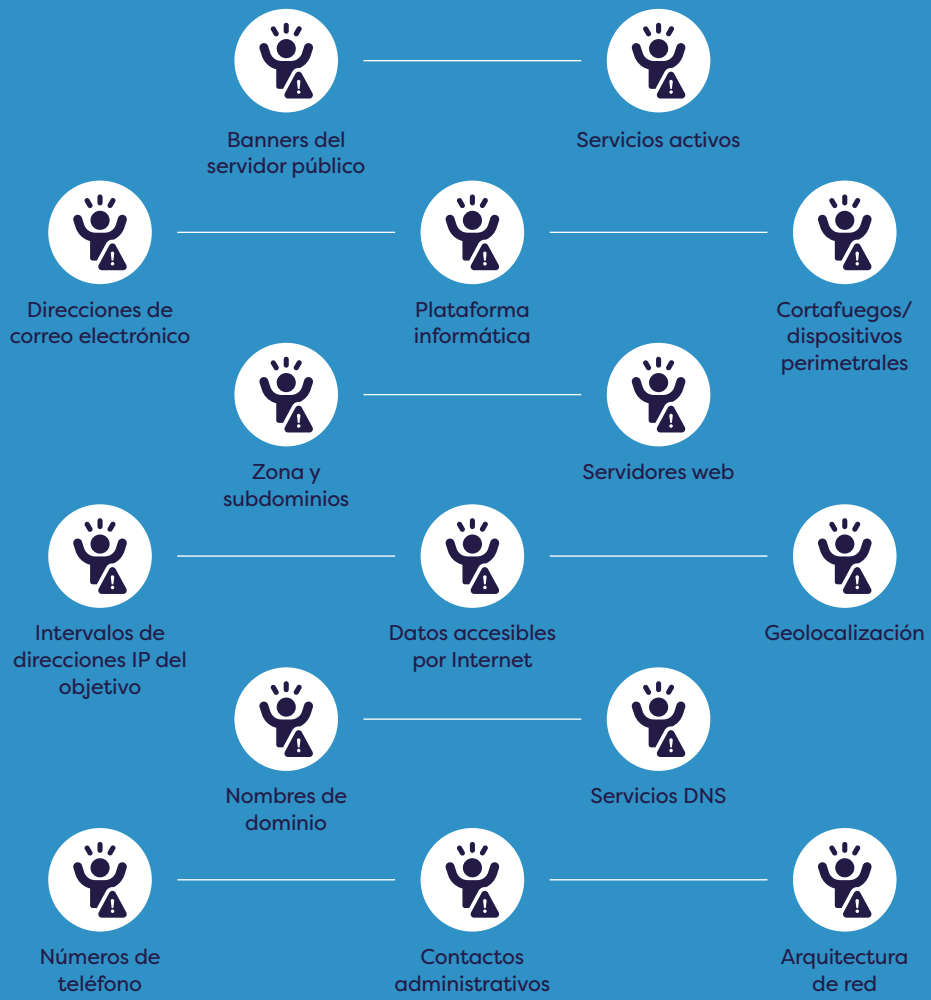 Banners del
servidor público
Servicios activos
Direcciones de
correo electrónico
Plataforma
informática
Cortafuegos/
dispositivos
perimetrales
Zona y
subdominios
Servidores web
Intervalos de
direcciones IP del
objetivo
Datos accesibles
por Internet
Geolocalización
Nombres de
dominio
Servicios DNS
Números de
teléfono
Contactos
administrativos
Arquitectura
de red